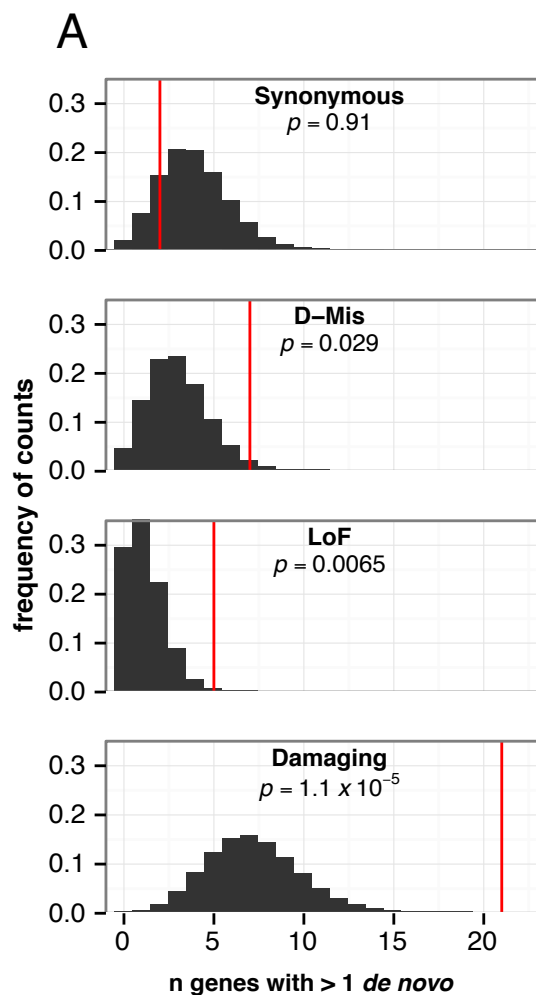 A
Synonymous
p = 0.91
0.3
0.2
0.1
0.0
D–Mis
p = 0.029
0.3
0.2
0.1
0.0
LoF
p = 0.0065
0.3
0.2
0.1
0.0
Damaging
p = 1.1 x 10⁻⁵
0.3
0.2
0.1
0.0
frequency of counts
0 5 10 15 20
n genes with > 1 de novo